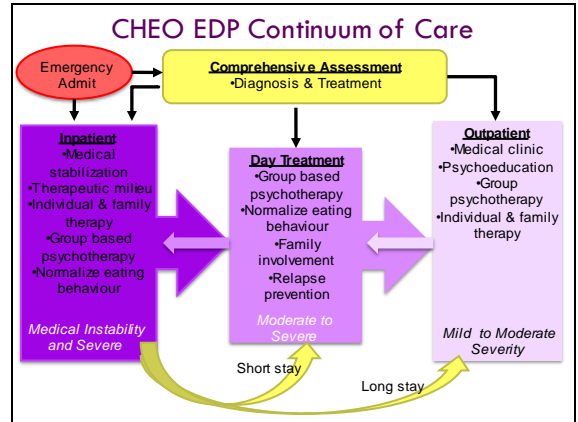 CHEO EDP Continuum of Care
Emergency
Admit
Comprehensive Assessment
•Diagnosis & Treatment
Inpatient
•Medical
stabilization
•Therapeutic milieu
•Individual & family
therapy
•Group based
psychotherapy
•Normalize eating
behaviour
Medical Instability
and Severe
Day Treatment
•Group based
psychotherapy
•Normalize eating
behaviour
•Family
involvement
•Relapse
prevention
Moderate to
Severe
Outpatient
•Medical clinic
•Psychoeducation
•Group
psychotherapy
•Individual & family
therapy
Mild to Moderate
Severity
Short stay
Long stay